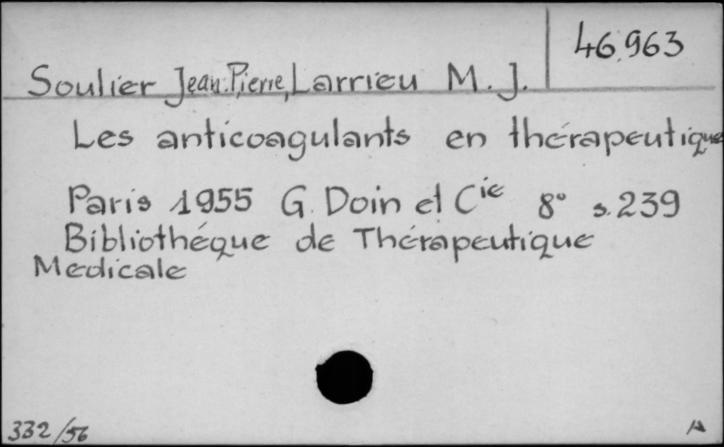 46.963
Soulier Jean-Pierre, Larrieu M. J.
Les anticoagulants en thérapeutique
Paris 1955 G. Doin et Cie 8° s. 239
Bibliothéque de Thérapeutique
Medicale
332/56